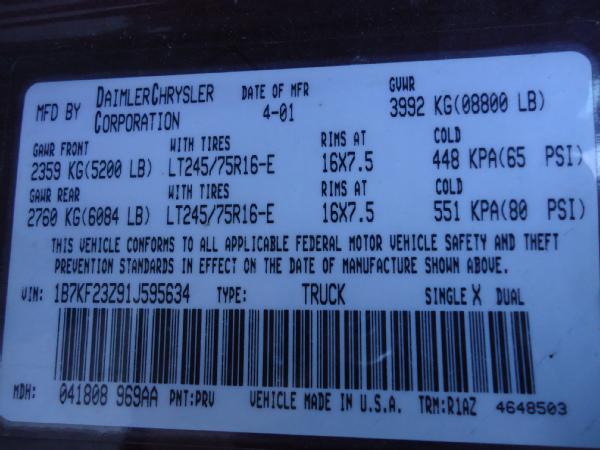 MFD BY DAIMLERCHRYSLER CORPORATION DATE OF MFR 4-01 GVWR 3992 KG(08800 LB)
GAWR FRONT WITH TIRES RIMS AT COLD
2359 KG(5200 LB) LT245/75R16-E 16X7.5 448 KPA(65 PSI)
GAWR REAR WITH TIRES RIMS AT COLD
2760 KG(6084 LB) LT245/75R16-E 16X7.5 551 KPA(80 PSI)
THIS VEHICLE CONFORMS TO ALL APPLICABLE FEDERAL MOTOR VEHICLE SAFETY AND THEFT
PREVENTION STANDARDS IN EFFECT ON THE DATE OF MANUFACTURE SHOWN ABOVE.
VIN: 1B7KF23Z91J595634 TYPE: TRUCK SINGLE X DUAL
MDH: 041808 969AA PNT:PRV VEHICLE MADE IN U.S.A. TRM:R1AZ 4648503